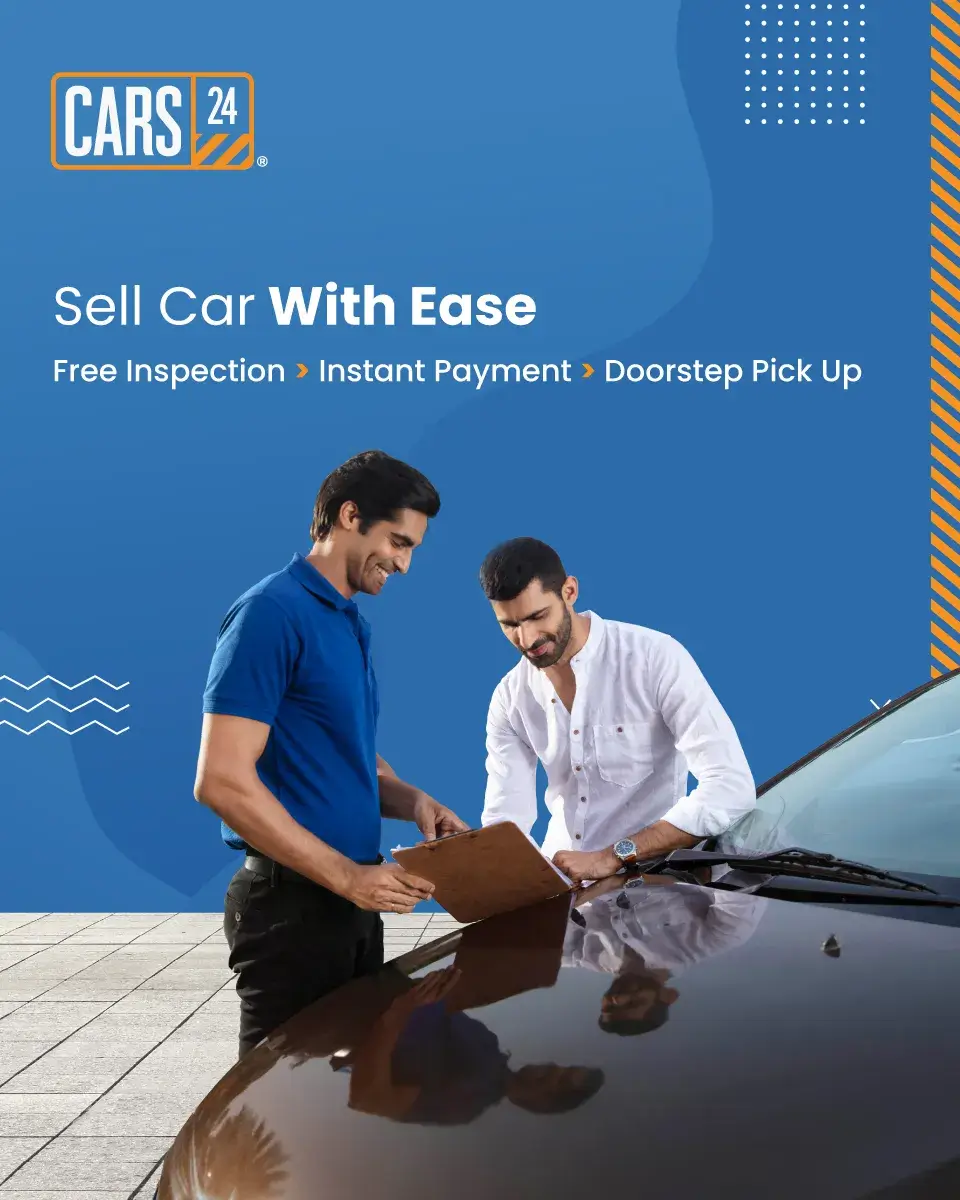 CARS 24 ®
Sell Car With Ease
Free Inspection > Instant Payment > Doorstep Pick Up